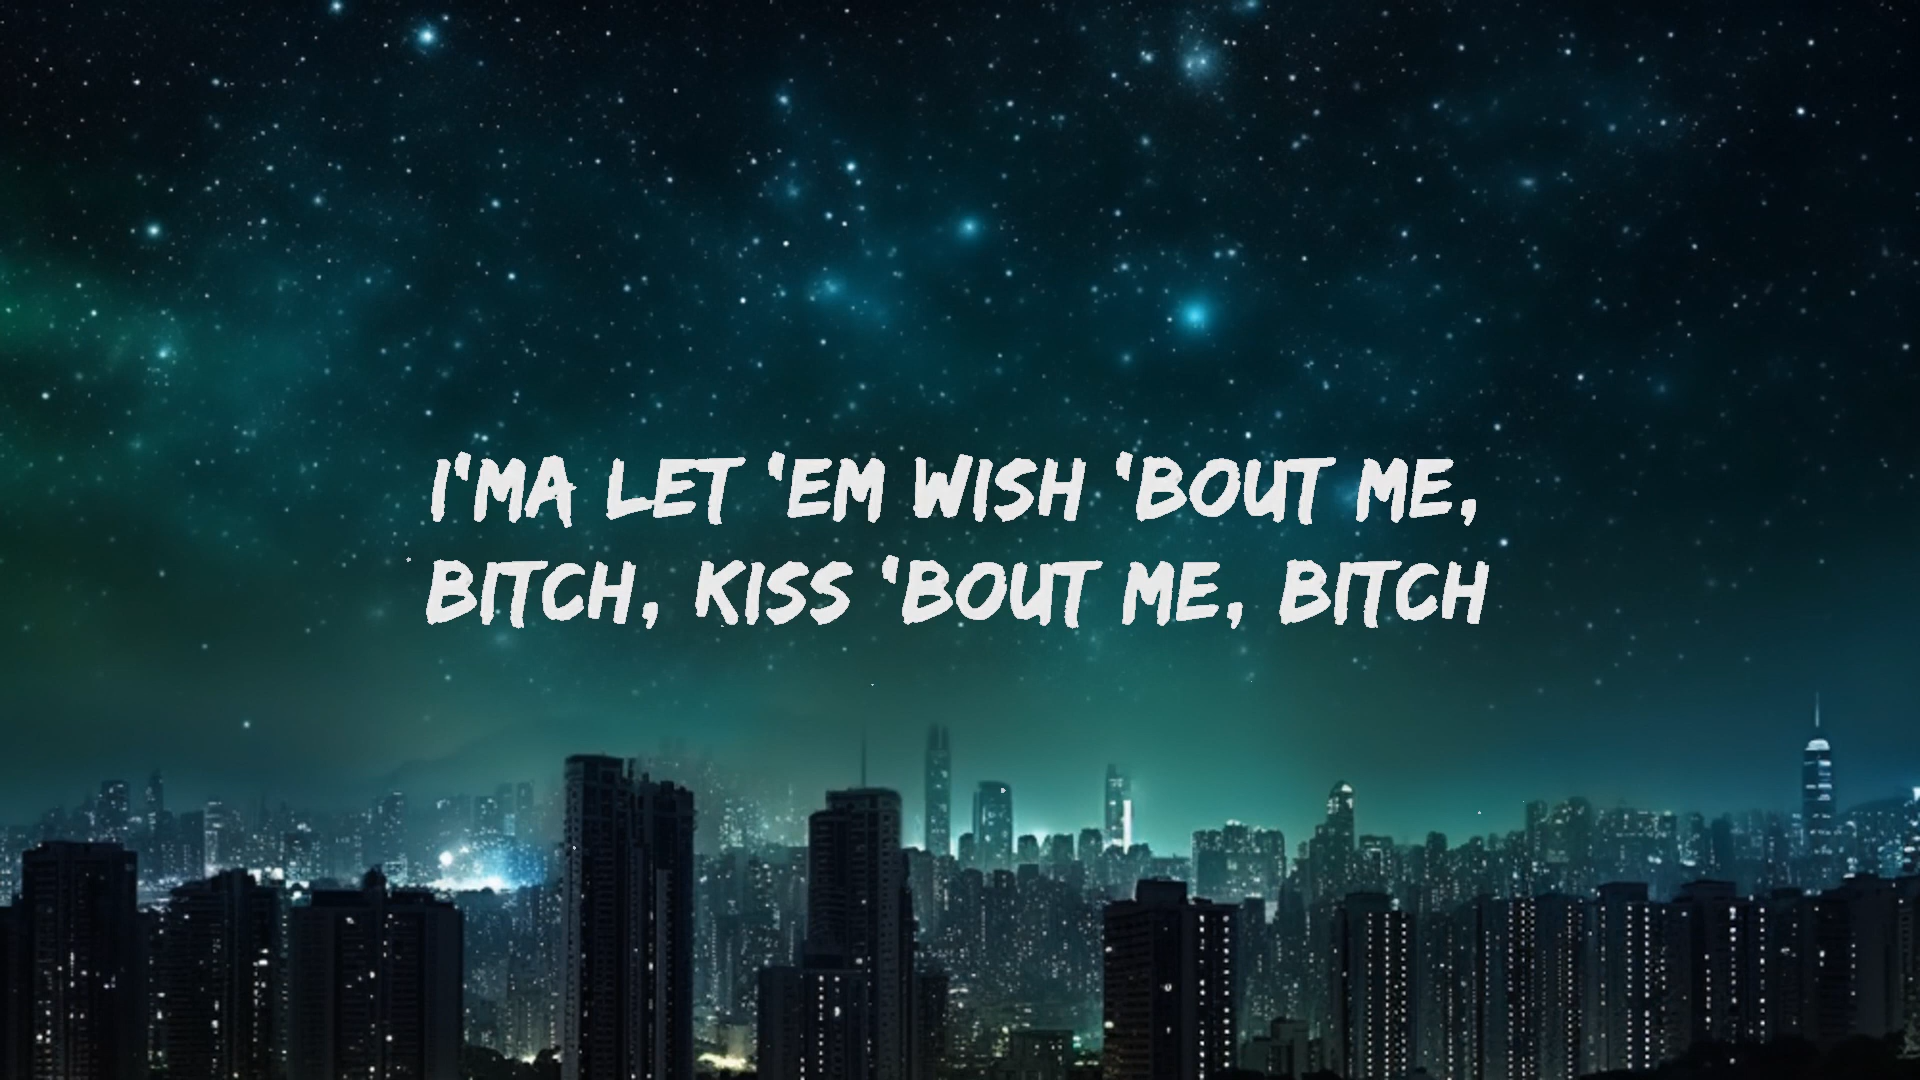 I'MA LET 'EM WISH 'BOUT ME,
BITCH, KISS 'BOUT ME, BITCH